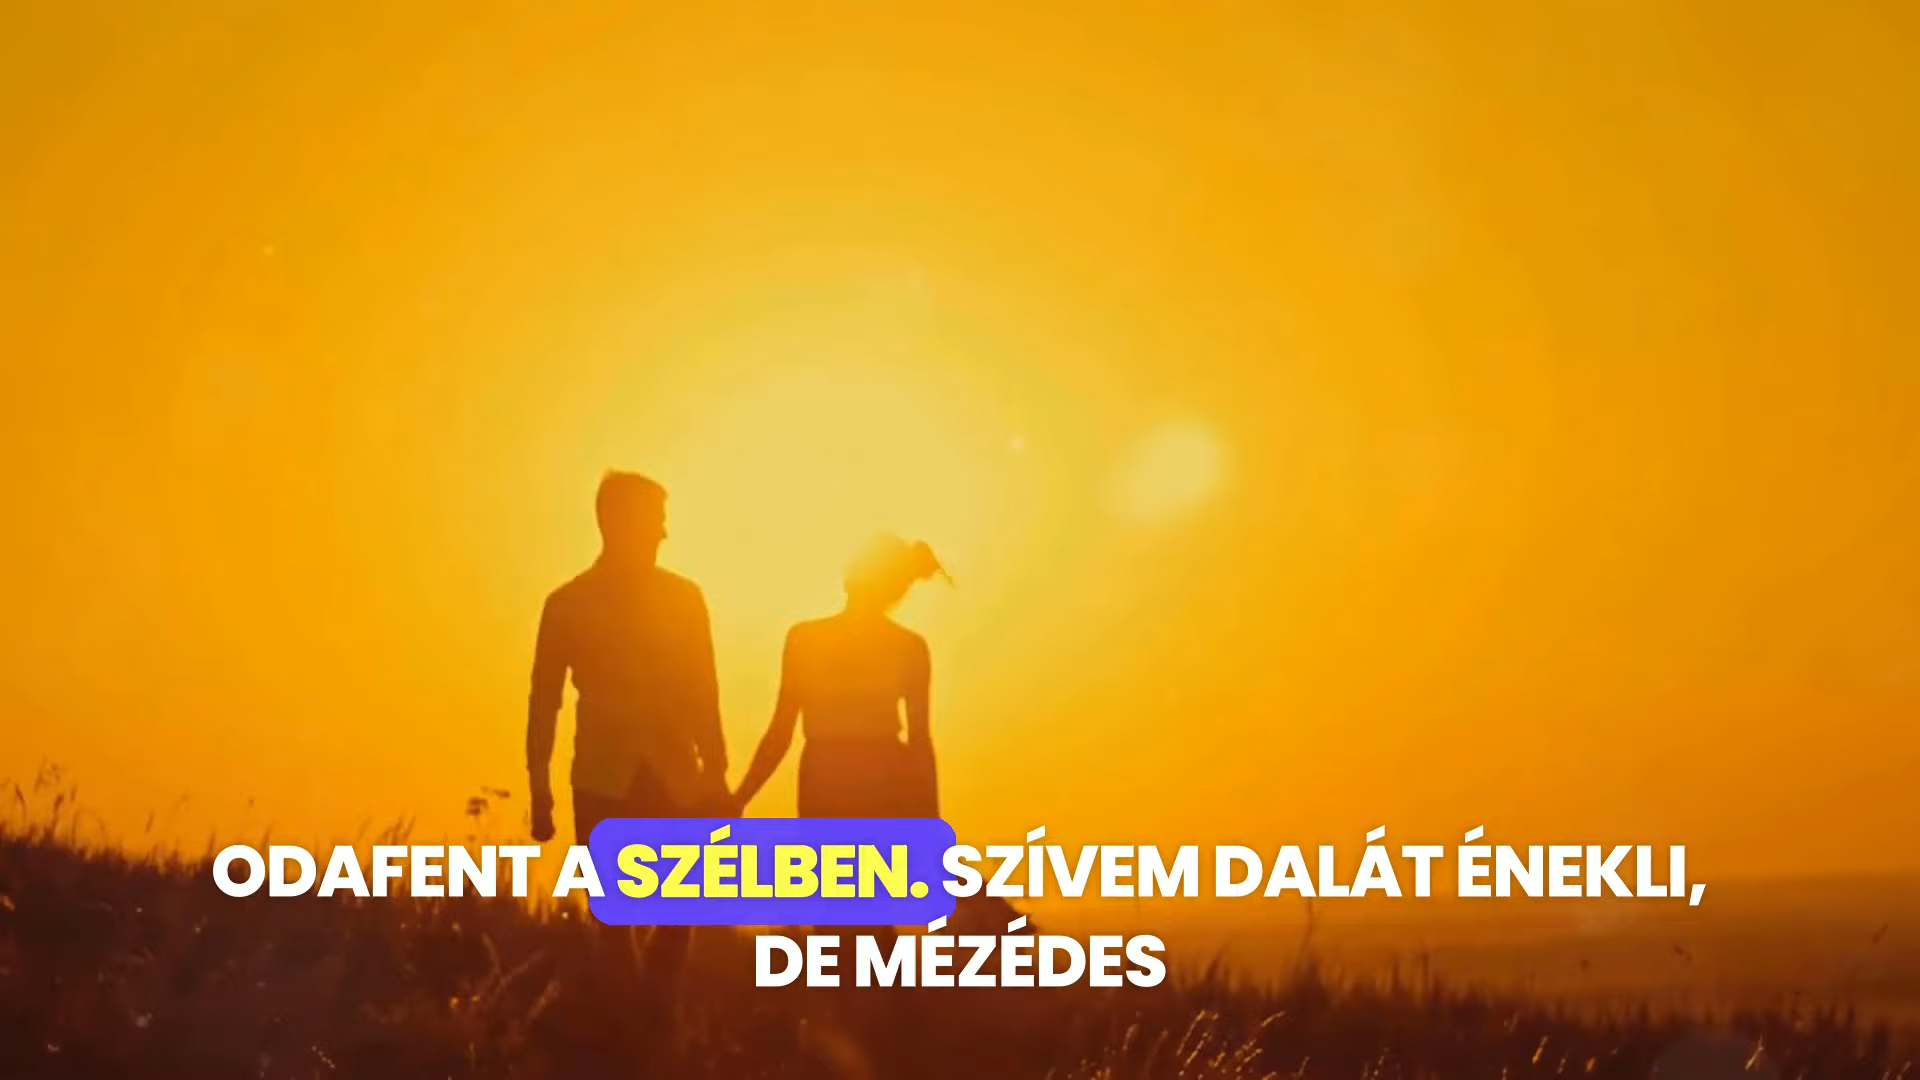 ODAFENT A SZÉLBEN. SZÍVEM DALÁT ÉNEKLI,
DE MÉZÉDES